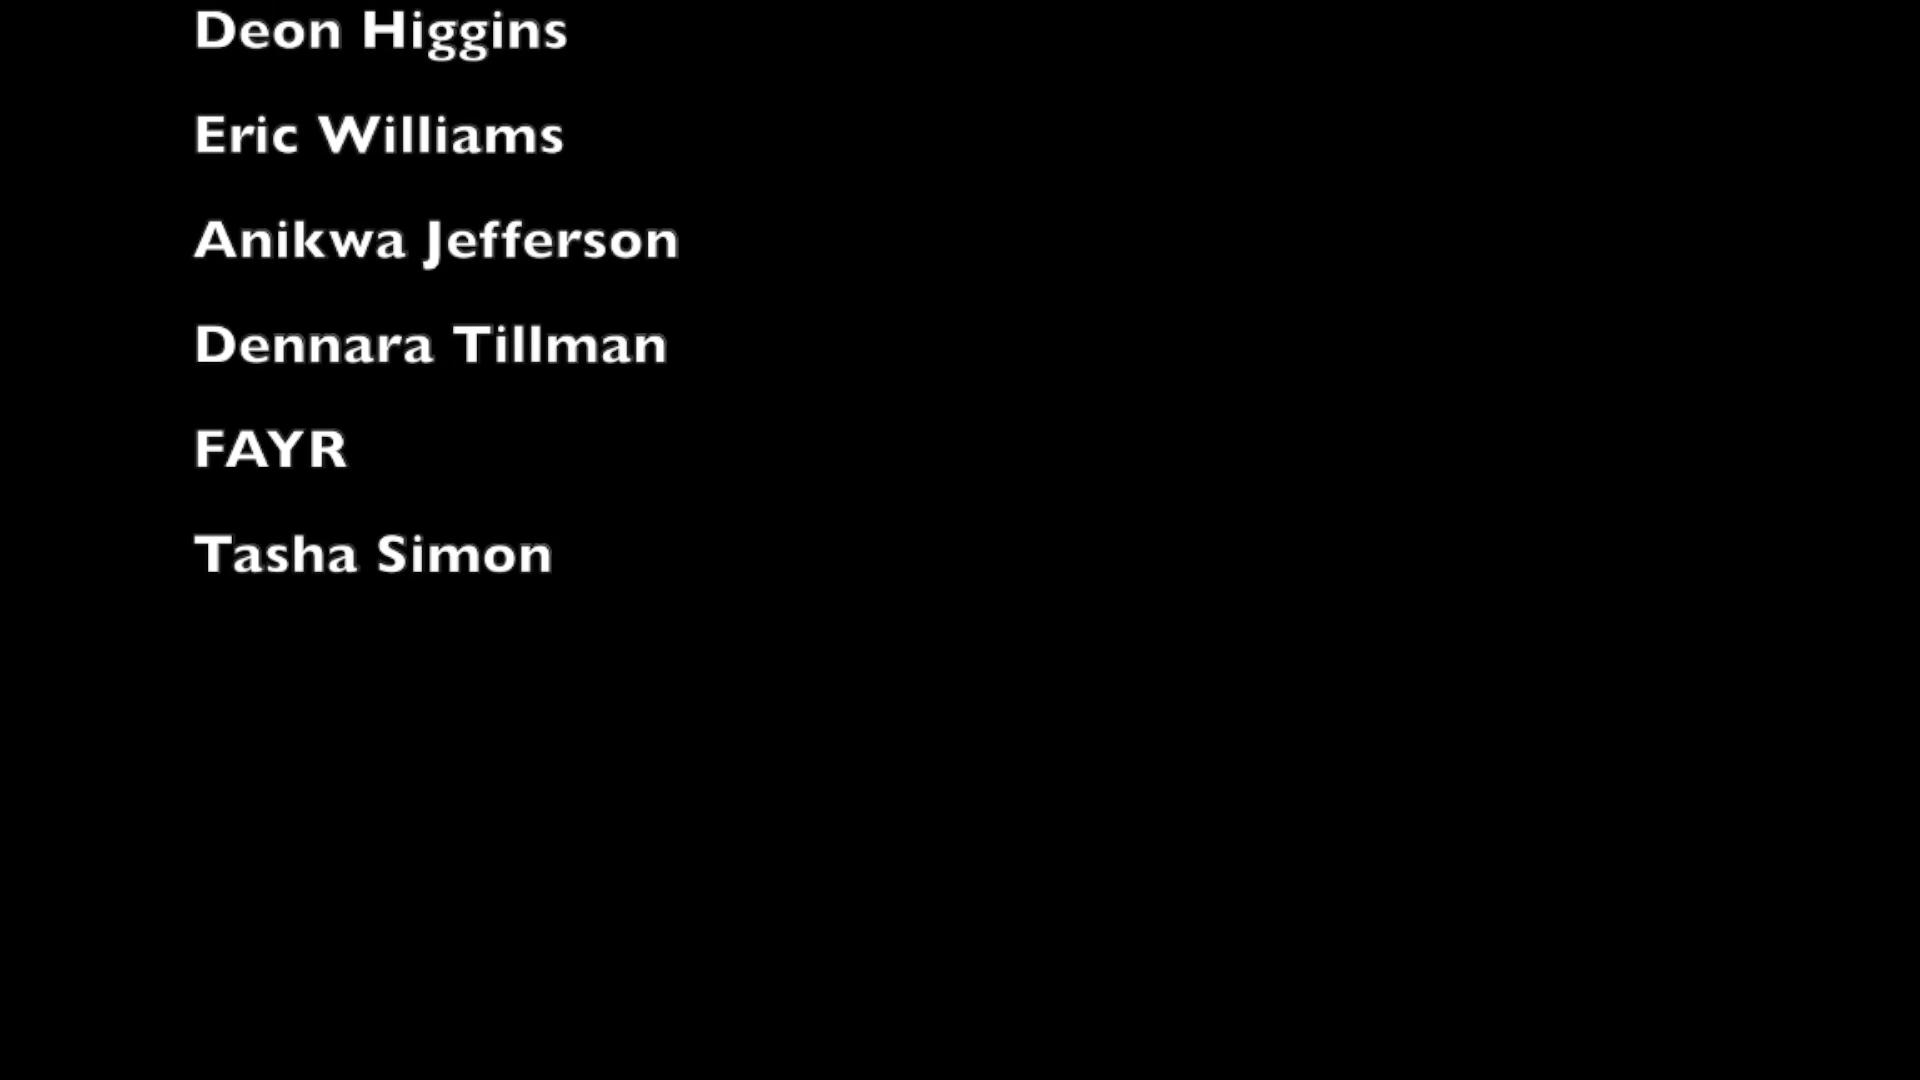 Deon Higgins
Eric Williams
Anikwa Jefferson
Dennara Tillman
FAYR
Tasha Simon